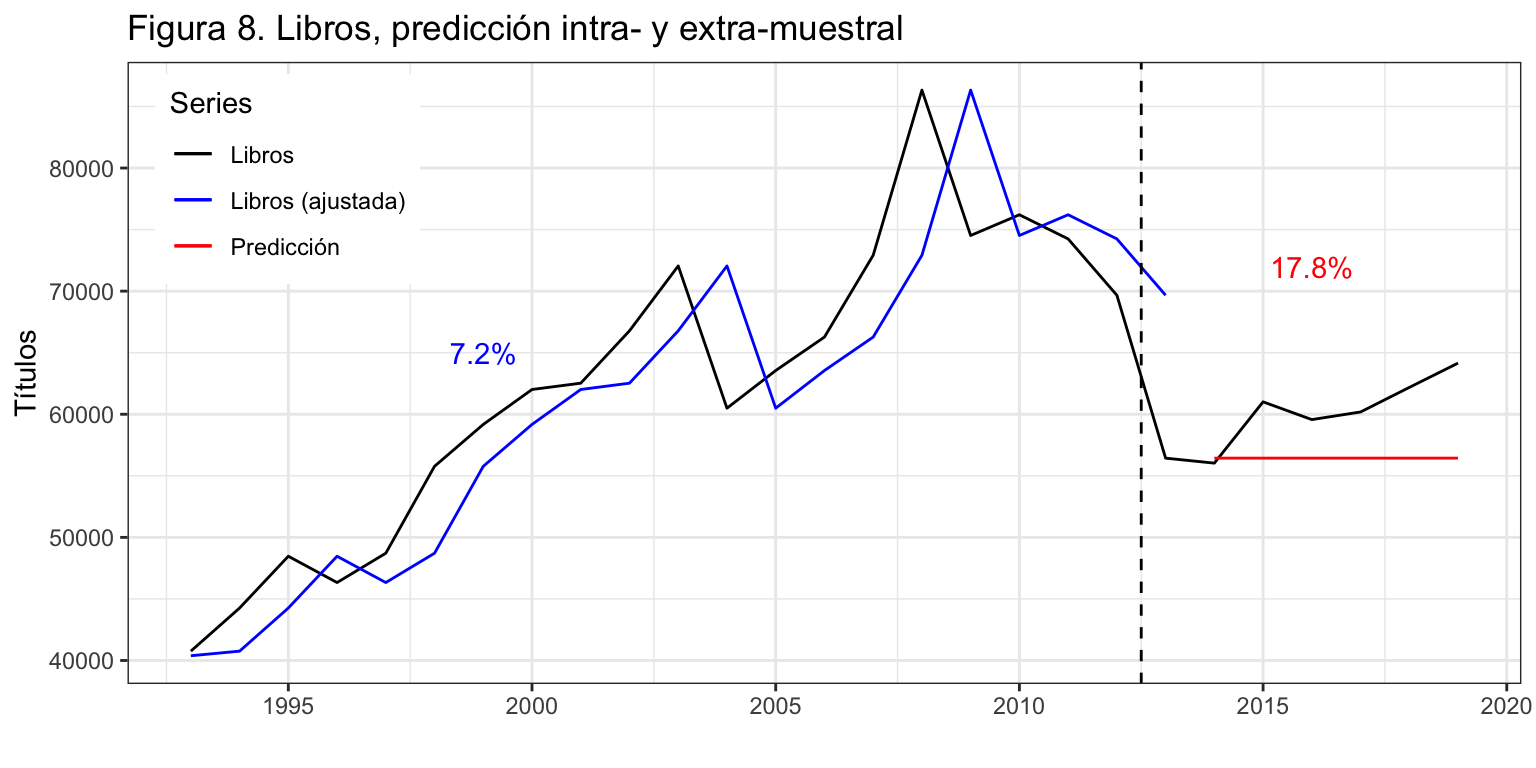 Figura 8. Libros, predicción intra- y extra-muestral
Series
Libros
Libros (ajustada)
Predicción
17.8%
7.2%
Títulos
80000
70000
60000
50000
40000
1995
2000
2005
2010
2015
2020